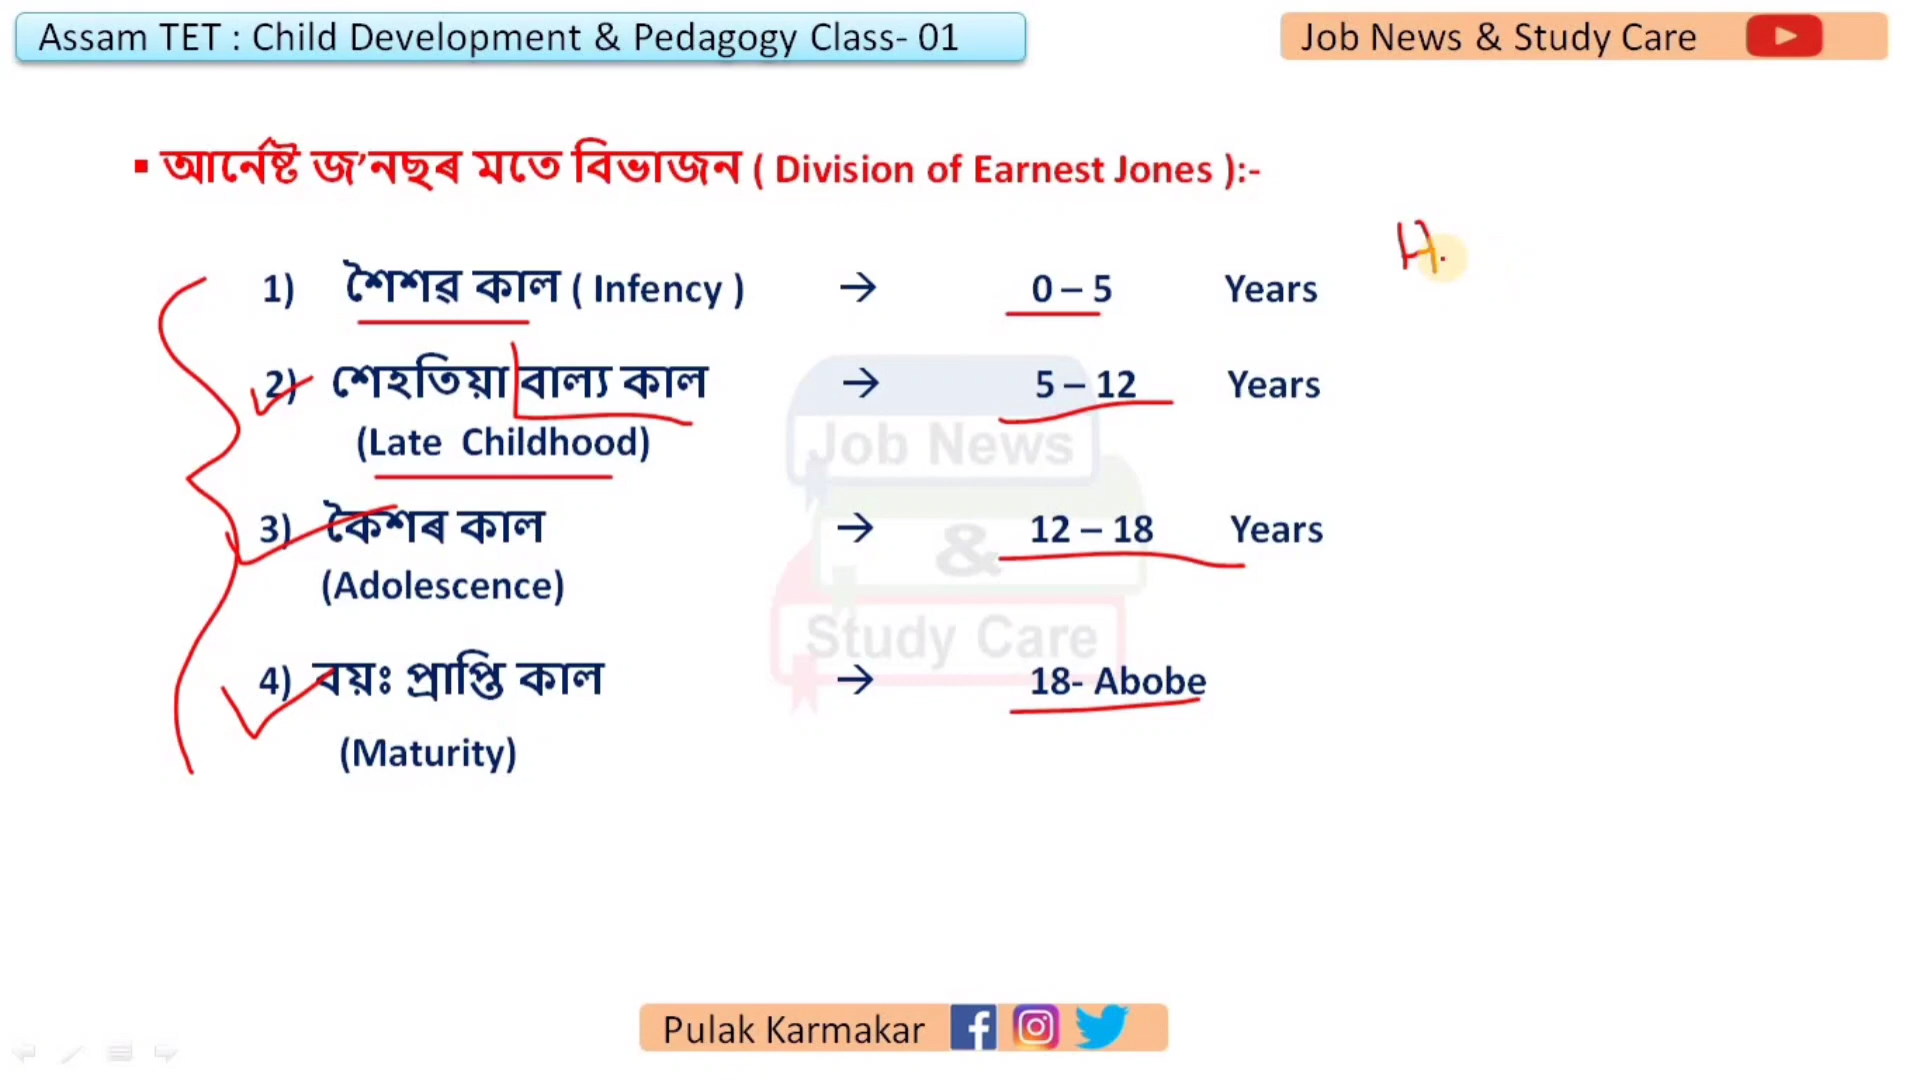 Assam TET : Child Development & Pedagogy Class- 01
Job News & Study Care
▪ আৰ্নেষ্ট জ’নছৰ মতে বিভাজন ( Division of Earnest Jones ):-
1) শৈশৱ কাল ( Infency ) → 0 – 5 Years
2) শেহতিয়া বাল্য কাল → 5 – 12 Years
(Late Childhood)
3) কৈশৰ কাল → 12 – 18 Years
(Adolescence)
4) বয়ঃ প্ৰাপ্তি কাল → 18- Abobe
(Maturity)
H
Job News
&
Study Care
Pulak Karmakar